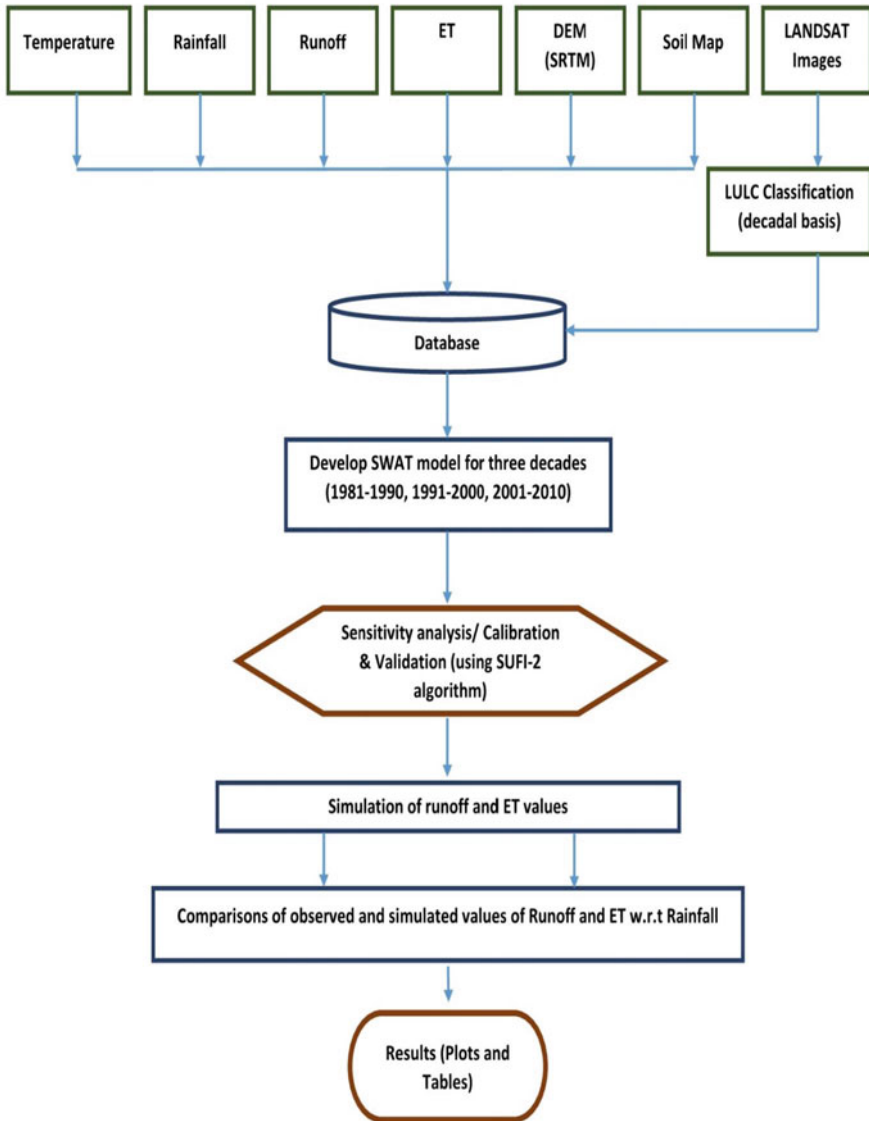 Temperature
Rainfall
Runoff
ET
DEM
(SRTM)
Soil Map
LANDSAT
Images
LULC Classification
(decadal basis)
Database
Develop SWAT model for three decades
(1981-1990, 1991-2000, 2001-2010)
Sensitivity analysis/ Calibration
& Validation (using SUFI-2
algorithm)
Simulation of runoff and ET values
Comparisons of observed and simulated values of Runoff and ET w.r.t Rainfall
Results (Plots and
Tables)